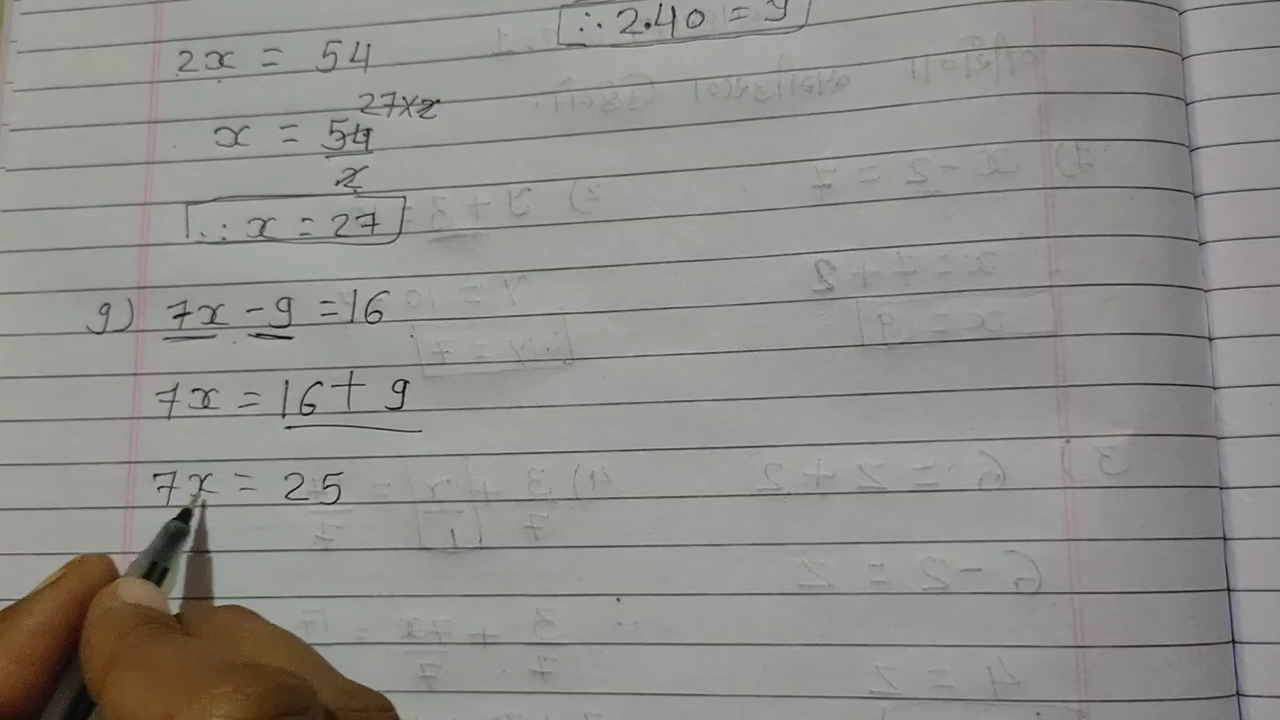 ∴ 2.40 = y
2x = 54
27×2
x = 54
2
∴ x = 27
9) 7x - 9 = 16
7x = 16 + 9
7x = 25